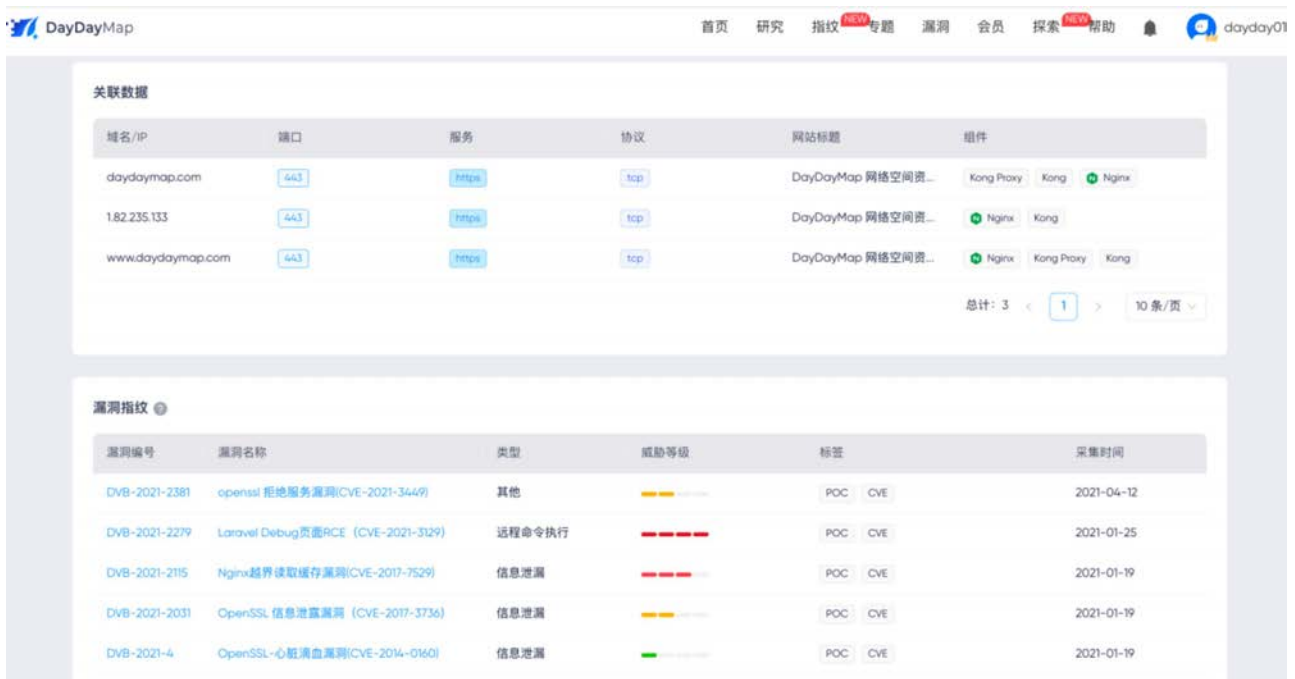 DayDayMap 首页 研究 指纹 NEW 专题 漏洞 会员 探索 NEW 帮助 dayday01
关联数据
域名/IP 端口 服务 协议 网站标题 组件
daydaymap.com 443 https tcp DayDayMap 网络空间资... Kong Proxy Kong Nginx
1.82.235.133 443 https tcp DayDayMap 网络空间资... Nginx Kong
www.daydaymap.com 443 https tcp DayDayMap 网络空间资... Nginx Kong Proxy Kong
总计: 3 < 1 > 10 条/页
漏洞指纹
漏洞编号 漏洞名称 类型 威胁等级 标签 采集时间
DVB-2021-2381 openssl 拒绝服务漏洞(CVE-2021-3449) 其他 POC CVE 2021-04-12
DVB-2021-2279 Laravel Debug页面RCE（CVE-2021-3129) 远程命令执行 POC CVE 2021-01-25
DVB-2021-2115 Nginx越界读取缓存漏洞(CVE-2017-7529) 信息泄漏 POC CVE 2021-01-19
DVB-2021-2031 OpenSSL 信息泄露漏洞（CVE-2017-3736) 信息泄漏 POC CVE 2021-01-19
DVB-2021-4 OpenSSL-心脏滴血漏洞(CVE-2014-0160) 信息泄漏 POC CVE 2021-01-19